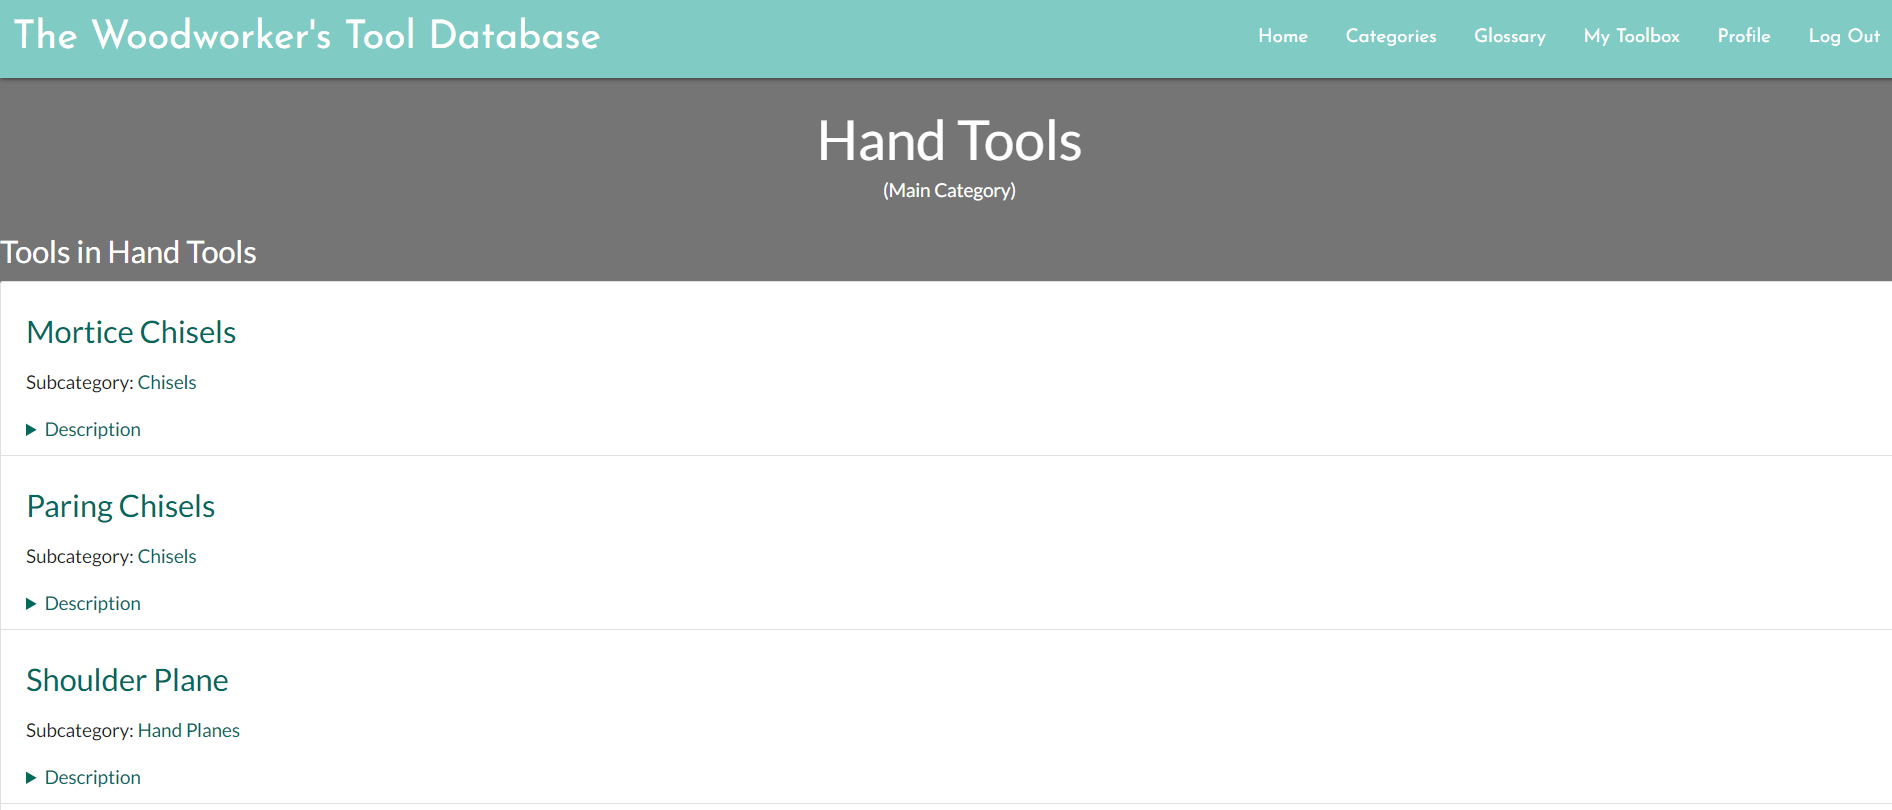 The Woodworker's Tool Database
Home Categories Glossary My Toolbox Profile Log Out
Hand Tools
(Main Category)
Tools in Hand Tools
Mortice Chisels
Subcategory: Chisels
Description
Paring Chisels
Subcategory: Chisels
Description
Shoulder Plane
Subcategory: Hand Planes
Description